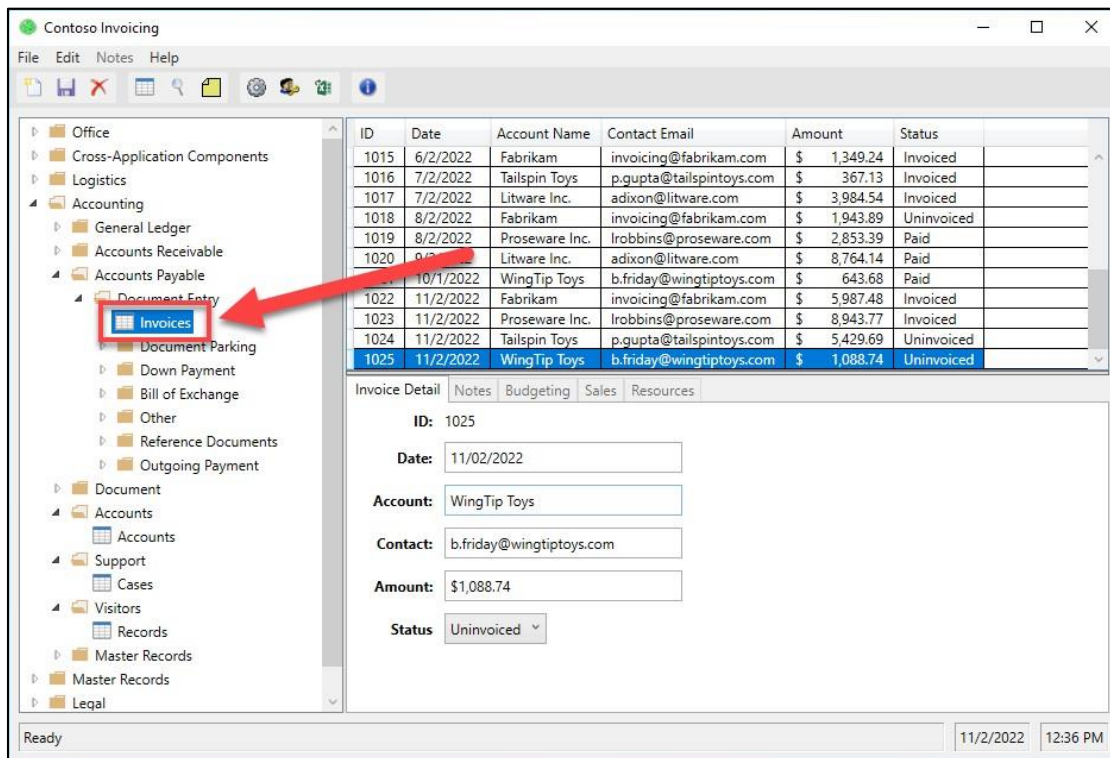 Contoso Invoicing
File Edit Notes Help
Office
Cross-Application Components
Logistics
Accounting
General Ledger
Accounts Receivable
Accounts Payable
Document Entry
Invoices
Document Parking
Down Payment
Bill of Exchange
Other
Reference Documents
Outgoing Payment
Document
Accounts
Accounts
Support
Cases
Visitors
Records
Master Records
Master Records
Legal
ID Date Account Name Contact Email Amount Status
1015 6/2/2022 Fabrikam invoicing@fabrikam.com $ 1,349.24 Invoiced
1016 7/2/2022 Tailspin Toys p.gupta@tailspintoys.com $ 367.13 Invoiced
1017 7/2/2022 Litware Inc. adixon@litware.com $ 3,984.54 Invoiced
1018 8/2/2022 Fabrikam invoicing@fabrikam.com $ 1,943.89 Uninvoiced
1019 8/2/2022 Proseware Inc. lrobbins@proseware.com $ 2,853.39 Paid
1020 Litware Inc. adixon@litware.com $ 8,764.14 Paid
10/1/2022 WingTip Toys b.friday@wingtiptoys.com $ 643.68 Paid
1022 11/2/2022 Fabrikam invoicing@fabrikam.com $ 5,987.48 Invoiced
1023 11/2/2022 Proseware Inc. lrobbins@proseware.com $ 8,943.77 Invoiced
1024 11/2/2022 Tailspin Toys p.gupta@tailspintoys.com $ 5,429.69 Uninvoiced
1025 11/2/2022 WingTip Toys b.friday@wingtiptoys.com $ 1,088.74 Uninvoiced
Invoice Detail Notes Budgeting Sales Resources
ID: 1025
Date: 11/02/2022
Account: WingTip Toys
Contact: b.friday@wingtiptoys.com
Amount: $1,088.74
Status Uninvoiced
Ready 11/2/2022 12:36 PM